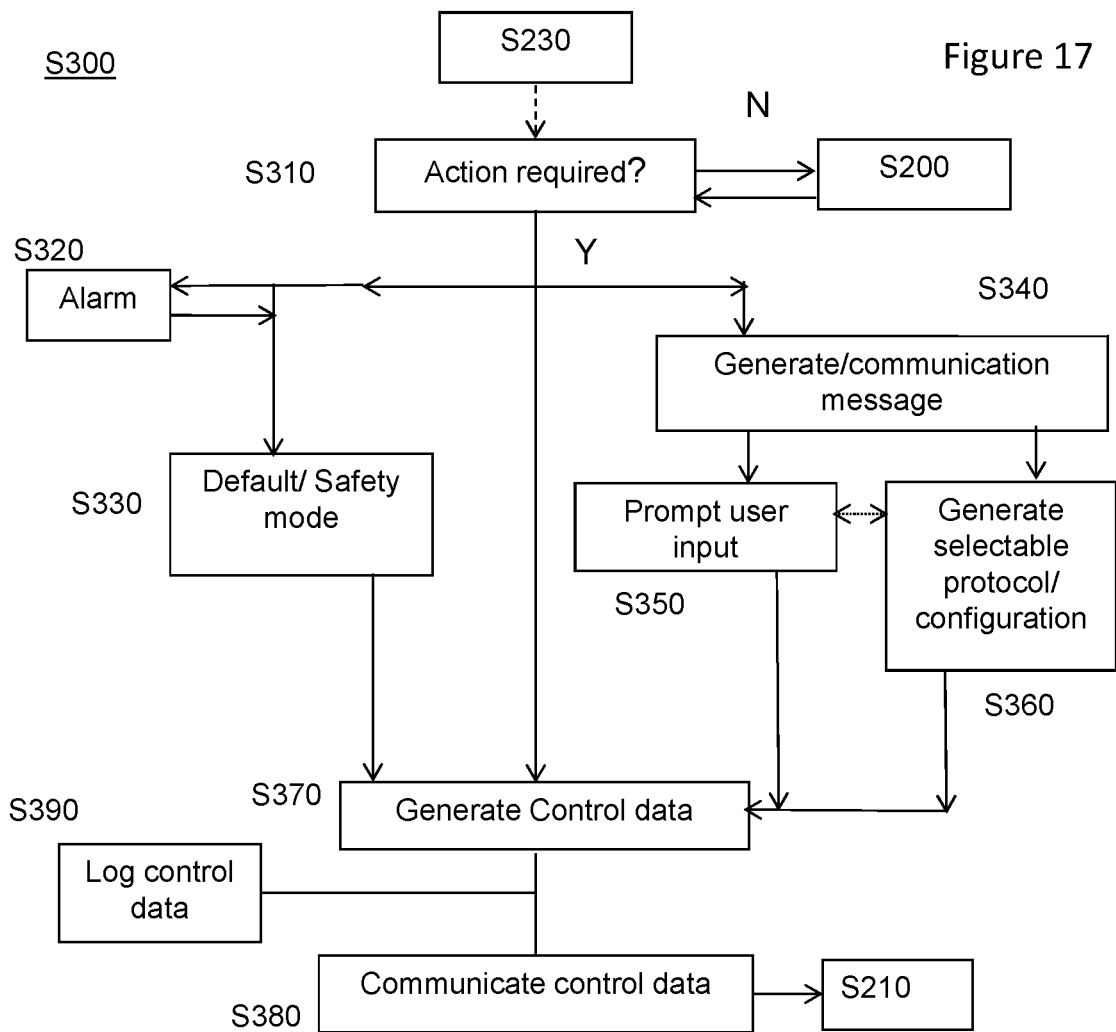 S300
S230
Figure 17
N
S310
Action required?
S200
S320
Y
Alarm
S340
Generate/communication
message
S330
Default/ Safety
mode
Prompt user
input
Generate
selectable
protocol/
configuration
S350
S360
S390
S370
Generate Control data
Log control
data
S380
Communicate control data
S210